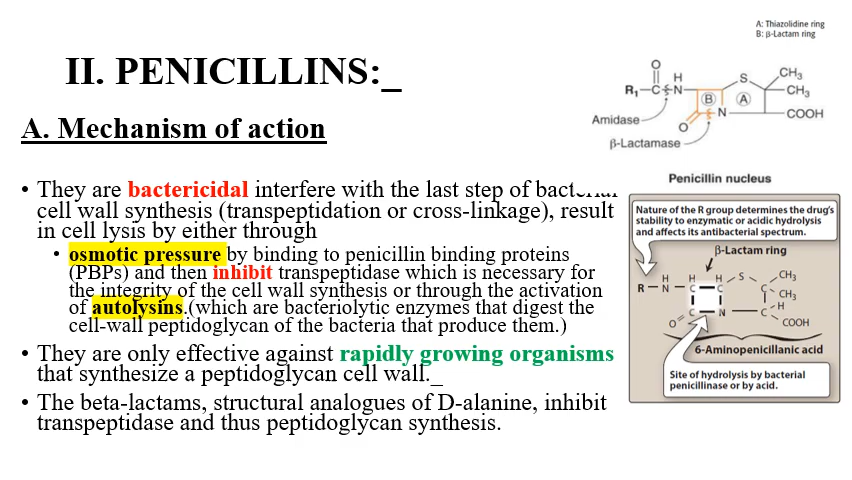 A: Thiazolidine ring
B: β-Lactam ring
II. PENICILLINS:_
A. Mechanism of action
• They are bactericidal interfere with the last step of bacterial
cell wall synthesis (transpeptidation or cross-linkage), result
in cell lysis by either through
• osmotic pressure by binding to penicillin binding proteins
(PBPs) and then inhibit transpeptidase which is necessary for
the integrity of the cell wall synthesis or through the activation
of autolysins.(which are bacteriolytic enzymes that digest the
cell-wall peptidoglycan of the bacteria that produce them.)
• They are only effective against rapidly growing organisms
that synthesize a peptidoglycan cell wall._
• The beta-lactams, structural analogues of D-alanine, inhibit
transpeptidase and thus peptidoglycan synthesis.
O
H
S
CH3
R1
C
N
B
A
CH3
N
COOH
O
Amidase
β-Lactamase
Penicillin nucleus
Nature of the R group determines the drug's
stability to enzymatic or acidic hydrolysis
and affects its antibacterial spectrum.
β-Lactam ring
H H H S CH3
R N C C C CH3
H
C N C
O COOH
6-Aminopenicillanic acid
Site of hydrolysis by bacterial
penicillinase or by acid.